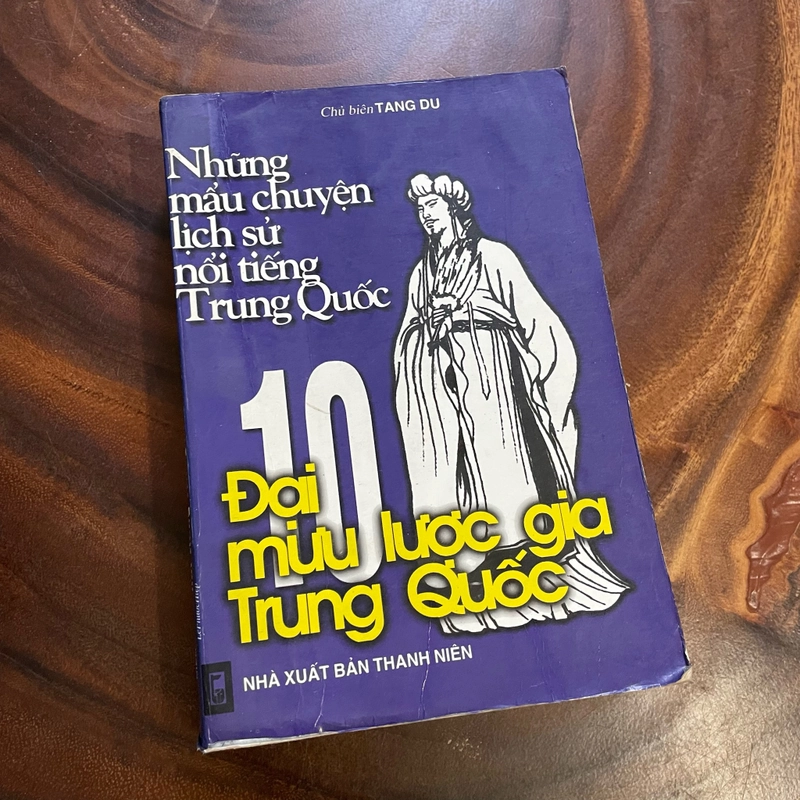 Chủ biên TANG DU
Những
mẩu chuyện
lịch sử
nổi tiếng
Trung Quốc
10
Đại
mưu lược gia
Trung Quốc
NHÀ XUẤT BẢN THANH NIÊN